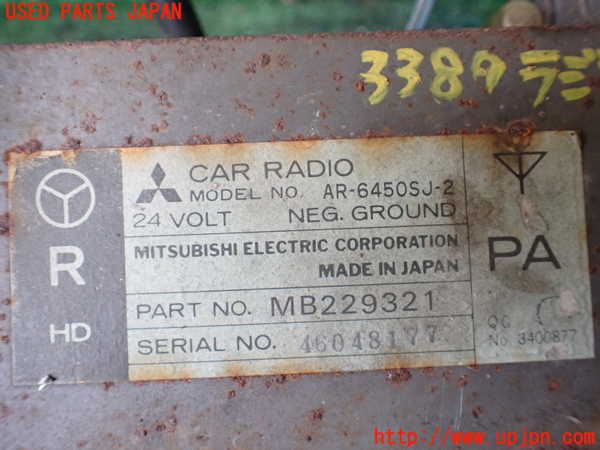 USED PARTS JAPAN
3380ラジ
CAR RADIO
MODEL NO. AR-6450SJ-2
24 VOLT NEG. GROUND
MITSUBISHI ELECTRIC CORPORATION
MADE IN JAPAN
PART NO. MB229321
SERIAL NO. 46048177
R
HD
PA
QC
No. 3400877
http://www.upjpn.com